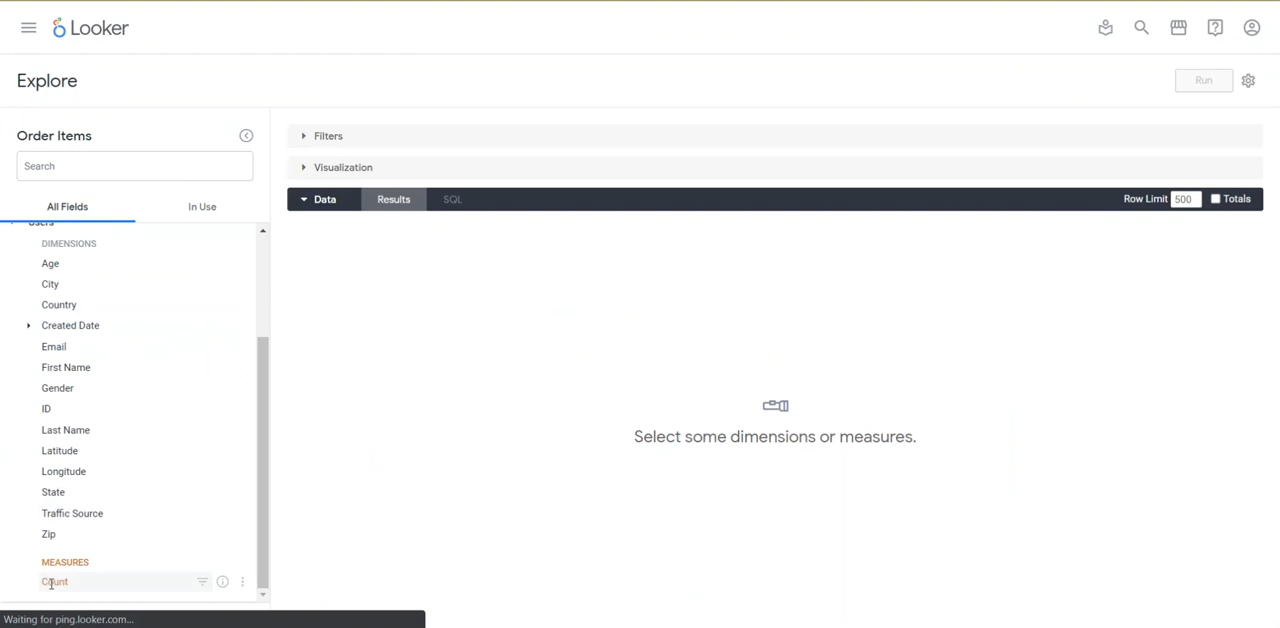 Looker
Explore
Run
Order Items
Search
All Fields
In Use
Users
DIMENSIONS
Age
City
Country
Created Date
Email
First Name
Gender
ID
Last Name
Latitude
Longitude
State
Traffic Source
Zip
MEASURES
Count
Filters
Visualization
Data Results SQL Row Limit 500 Totals
Select some dimensions or measures.
Waiting for ping.looker.com...